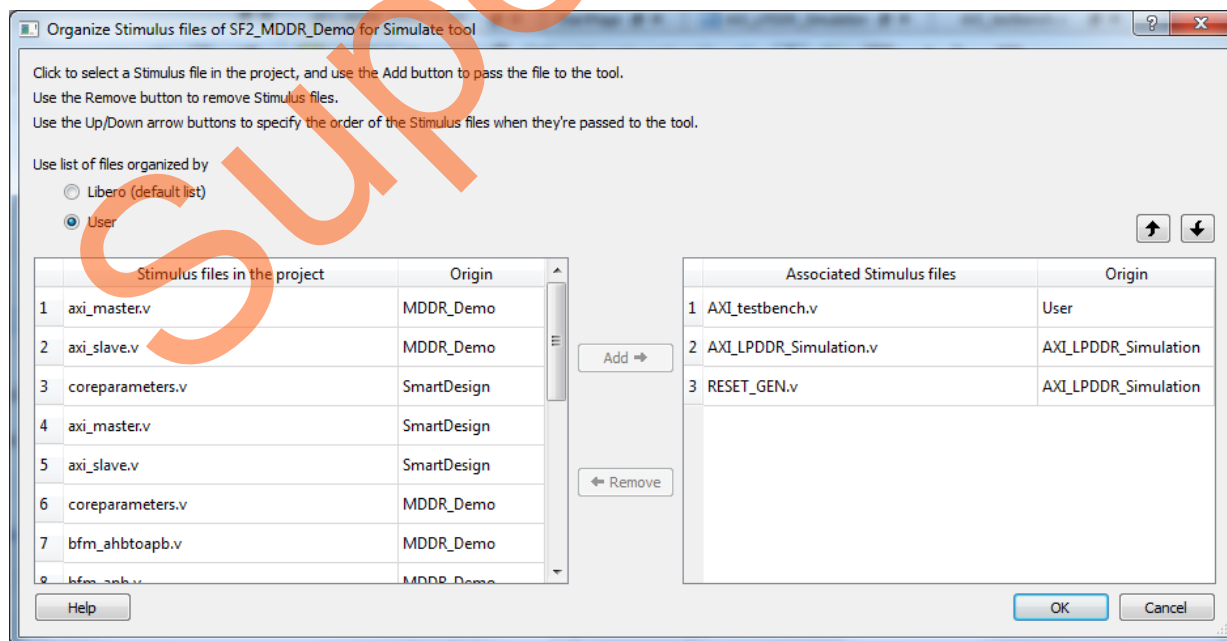 Organize Stimulus files of SF2_MDDR_Demo for Simulate tool
?
X
Click to select a Stimulus file in the project, and use the Add button to pass the file to the tool.
Use the Remove button to remove Stimulus files.
Use the Up/Down arrow buttons to specify the order of the Stimulus files when they're passed to the tool.
Use list of files organized by
Libero (default list)
User
Stimulus files in the project Origin
1 axi_master.v MDDR_Demo
2 axi_slave.v MDDR_Demo
3 coreparameters.v SmartDesign
4 axi_master.v SmartDesign
5 axi_slave.v SmartDesign
6 coreparameters.v MDDR_Demo
7 bfm_ahbtoapb.v MDDR_Demo
8 bfm_apb.v MDDR_Demo
Add
Remove
Associated Stimulus files Origin
1 AXI_testbench.v User
2 AXI_LPDDR_Simulation.v AXI_LPDDR_Simulation
3 RESET_GEN.v AXI_LPDDR_Simulation
Help
OK
Cancel
Supe